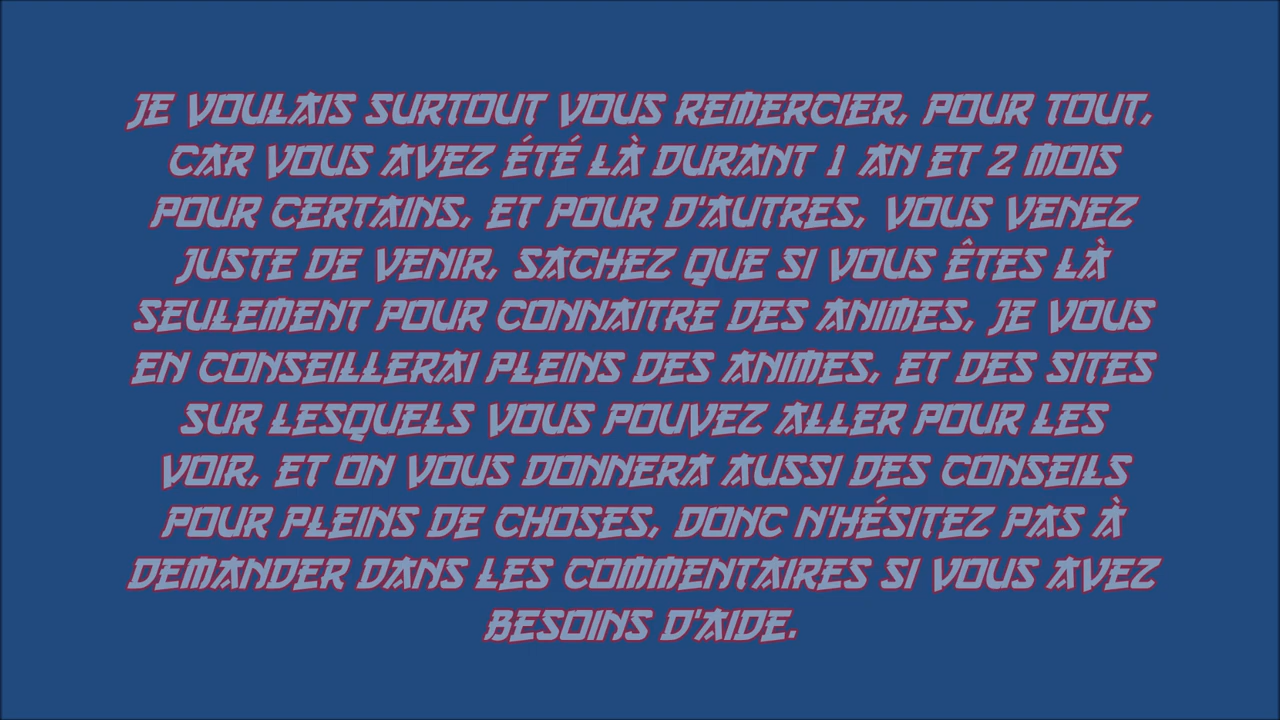 JE VOULAIS SURTOUT VOUS REMERCIER, POUR TOUT,
CAR VOUS AVEZ ÉTÉ LÀ DURANT 1 AN ET 2 MOIS
POUR CERTAINS, ET POUR D'AUTRES, VOUS VENEZ
JUSTE DE VENIR, SACHEZ QUE SI VOUS ÊTES LÀ
SEULEMENT POUR CONNAITRE DES ANIMES, JE VOUS
EN CONSEILLERAI PLEINS DES ANIMES, ET DES SITES
SUR LESQUELS VOUS POUVEZ ALLER POUR LES
VOIR, ET ON VOUS DONNERA AUSSI DES CONSEILS
POUR PLEINS DE CHOSES, DONC N'HÉSITEZ PAS À
DEMANDER DANS LES COMMENTAIRES SI VOUS AVEZ
BESOINS D'AIDE.